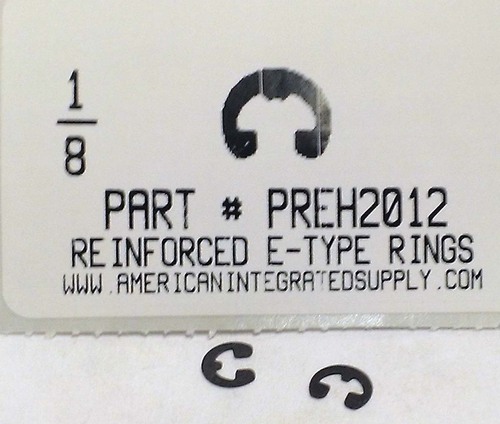 1
8
PART # PREH2012
REINFORCED E-TYPE RINGS
WWW.AMERICANINTEGRATEDSUPPLY.COM